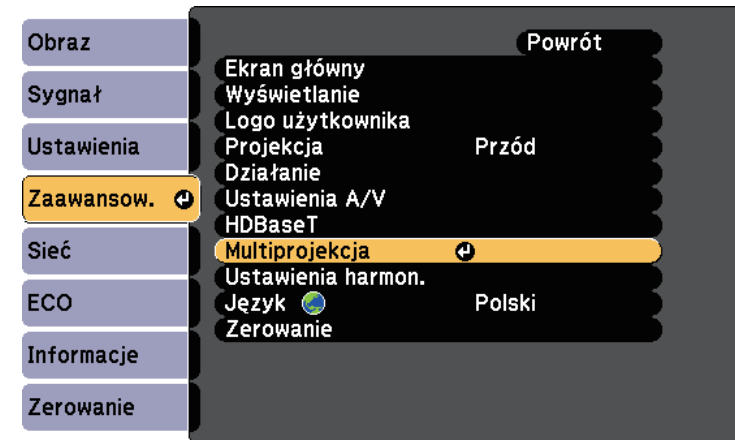 Obraz
Sygnał
Ustawienia
Zaawansow.
Sieć
ECO
Informacje
Zerowanie
Powrót
Ekran główny
Wyświetlanie
Logo użytkownika
Projekcja Przód
Działanie
Ustawienia A/V
HDBaseT
Multiprojekcja
Ustawienia harmon.
Język Polski
Zerowanie